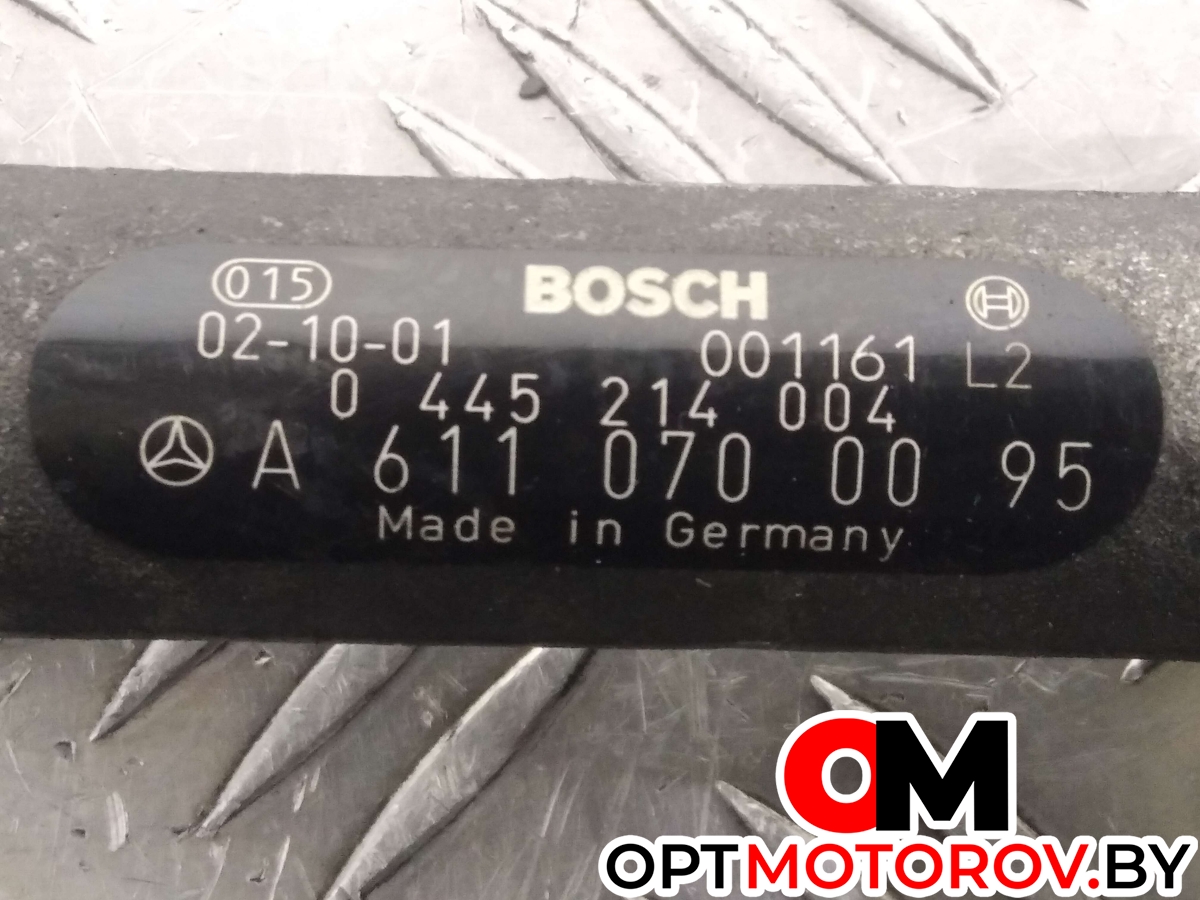 015 BOSCH
02-10-01 001161 L2
0 445 214 004
A 611 070 00 95
Made in Germany
OM
OPTMOTOROV.BY